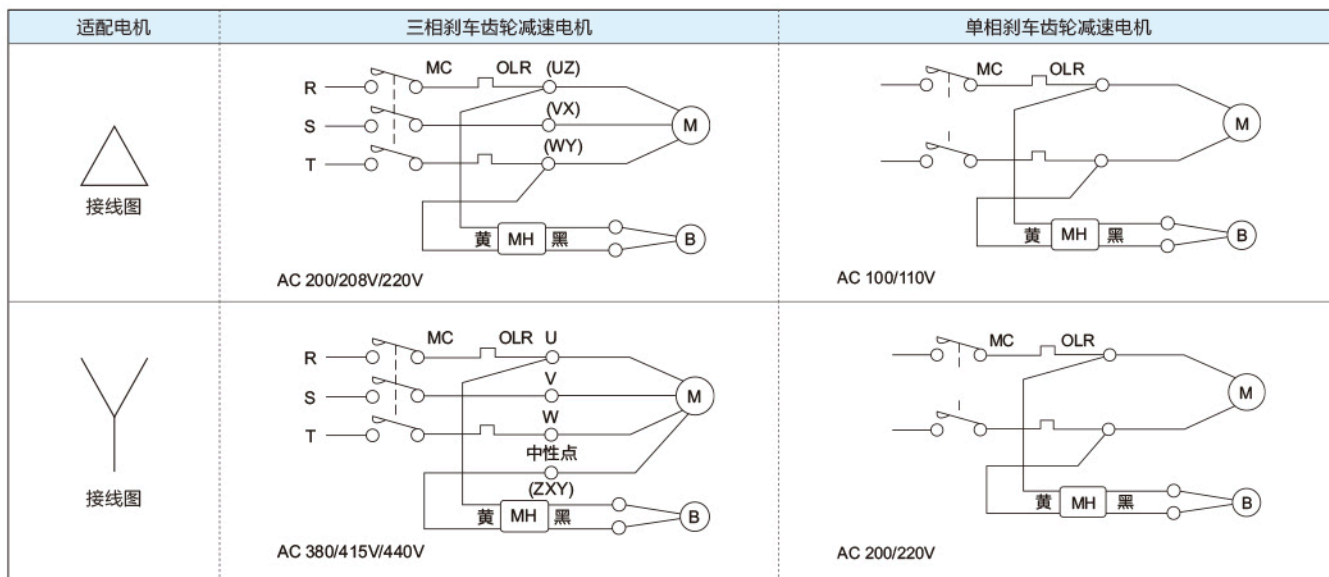 适配电机
三相刹车齿轮减速电机
单相刹车齿轮减速电机
接线图
MC OLR (UZ)
R
(VX)
S
M
(WY)
T
黄 MH 黑 B
AC 200/208V/220V
MC OLR
M
黄 MH 黑 B
AC 100/110V
接线图
MC OLR U
R
V
S
M
W
T
中性点
(ZXY)
黄 MH 黑 B
AC 380/415V/440V
MC OLR
M
黄 MH 黑 B
AC 200/220V